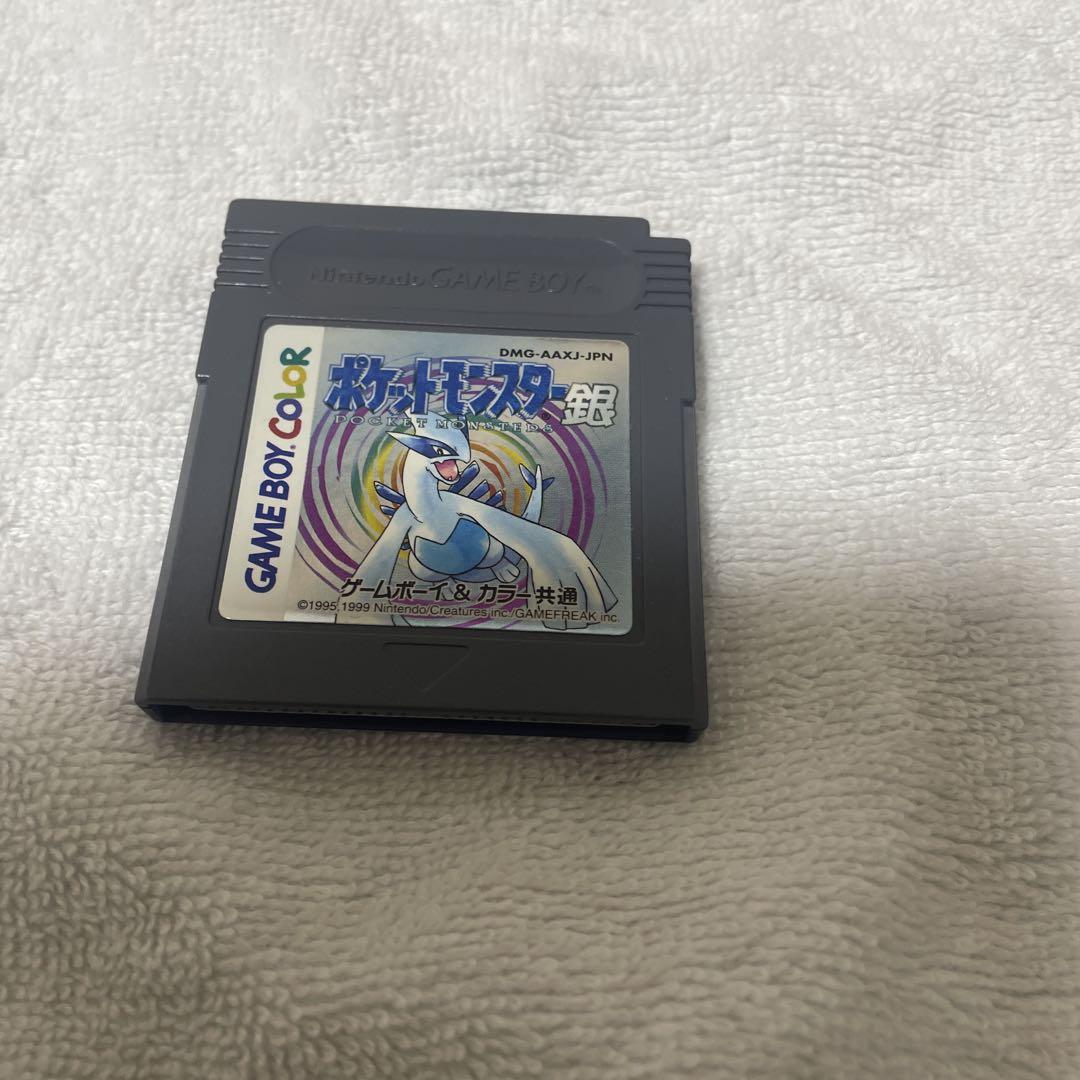 Nintendo GAME BOY TM
GAME BOY COLOR
DMG-AAXJ-JPN
ポケットモンスター 銀
POCKET MONSTERS
ゲームボーイ & カラー共通
©1995,1999 Nintendo/Creatures inc./GAMEFREAK inc.